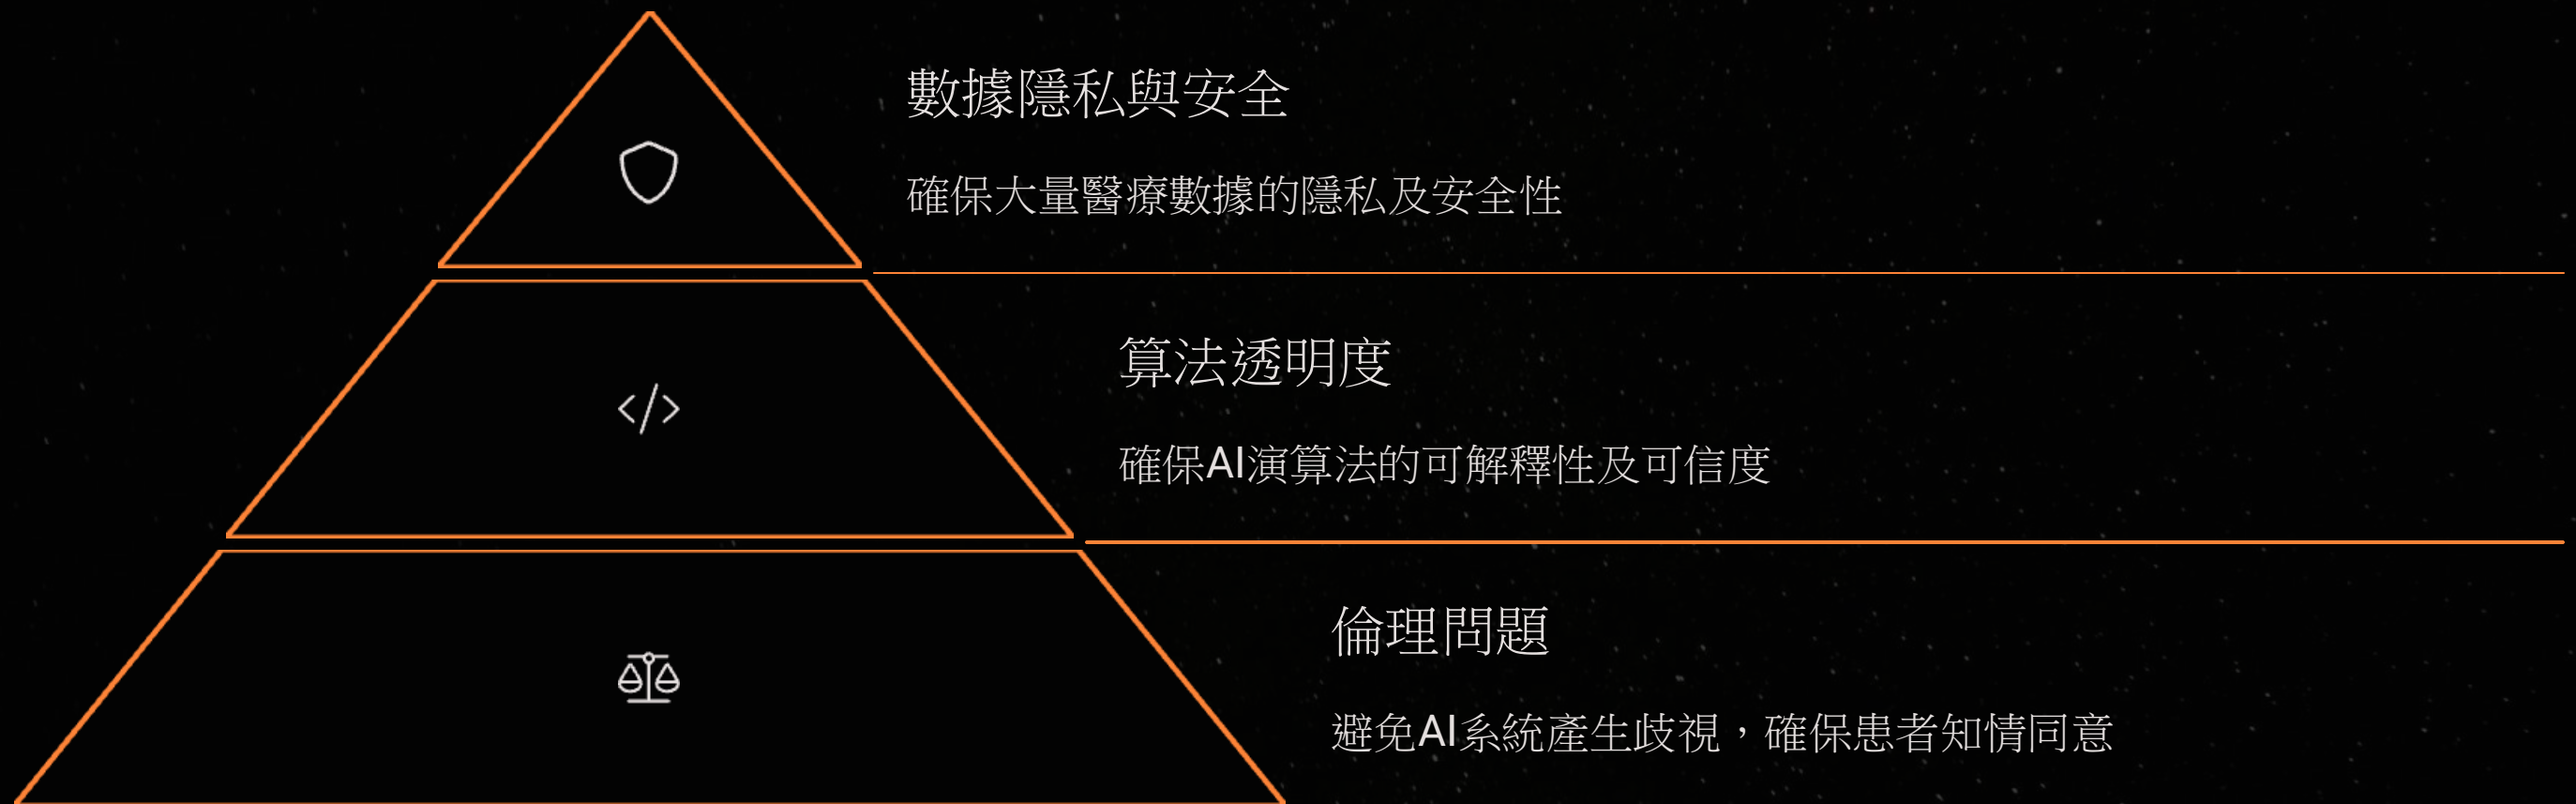 數據隱私與安全
確保大量醫療數據的隱私及安全性
算法透明度
確保AI演算法的可解釋性及可信度
倫理問題
避免AI系統產生歧視，確保患者知情同意